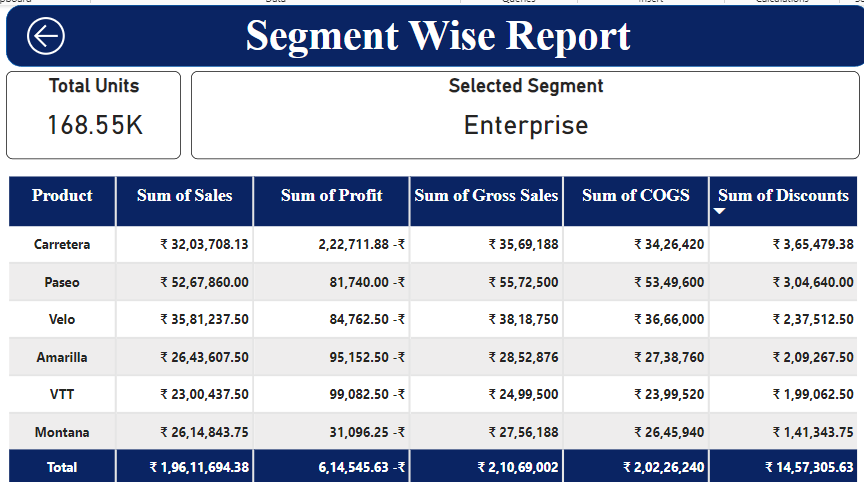 Segment Wise Report
Total Units
168.55K
Selected Segment
Enterprise
Product Sum of Sales Sum of Profit Sum of Gross Sales Sum of COGS Sum of Discounts
Carretera ₹ 32,03,708.13 2,22,711.88 -₹ ₹ 35,69,188 ₹ 34,26,420 ₹ 3,65,479.38
Paseo ₹ 52,67,860.00 81,740.00 -₹ ₹ 55,72,500 ₹ 53,49,600 ₹ 3,04,640.00
Velo ₹ 35,81,237.50 84,762.50 -₹ ₹ 38,18,750 ₹ 36,66,000 ₹ 2,37,512.50
Amarilla ₹ 26,43,607.50 95,152.50 -₹ ₹ 28,52,876 ₹ 27,38,760 ₹ 2,09,267.50
VTT ₹ 23,00,437.50 99,082.50 -₹ ₹ 24,99,500 ₹ 23,99,520 ₹ 1,99,062.50
Montana ₹ 26,14,843.75 31,096.25 -₹ ₹ 27,56,188 ₹ 26,45,940 ₹ 1,41,343.75
Total ₹ 1,96,11,694.38 6,14,545.63 -₹ ₹ 2,10,69,002 ₹ 2,02,26,240 ₹ 14,57,305.63